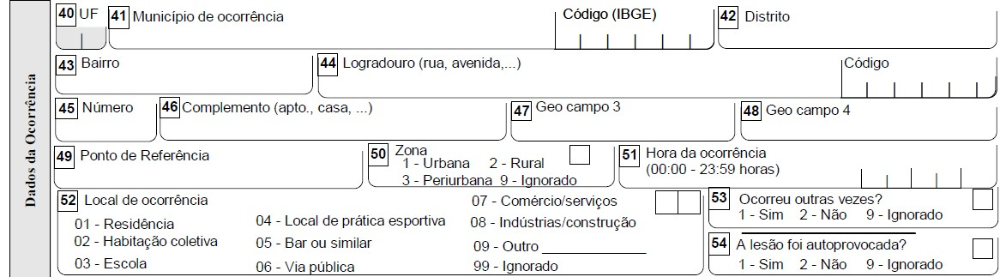 Dados da Ocorrência
40 UF
41 Município de ocorrência
Código (IBGE)
42 Distrito
43 Bairro
44 Logradouro (rua, avenida,...)
Código
45 Número
46 Complemento (apto., casa, ...)
47 Geo campo 3
48 Geo campo 4
49 Ponto de Referência
50 Zona
1 - Urbana 2 - Rural
3 - Periurbana 9 - Ignorado
51 Hora da ocorrência
(00:00 - 23:59 horas)
52 Local de ocorrência
01 - Residência
02 - Habitação coletiva
03 - Escola
04 - Local de prática esportiva
05 - Bar ou similar
06 - Via pública
07 - Comércio/serviços
08 - Indústrias/construção
09 - Outro _______________
99 - Ignorado
53 Ocorreu outras vezes?
1 - Sim 2 - Não 9 - Ignorado
54 A lesão foi autoprovocada?
1 - Sim 2 - Não 9 - Ignorado